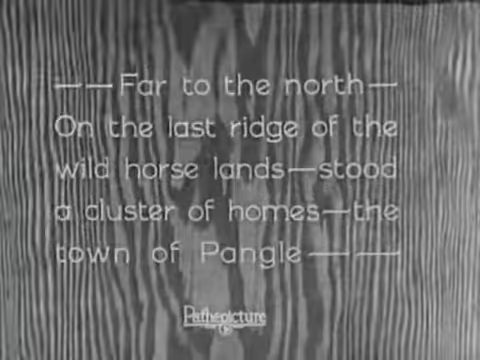 — — Far to the north —
On the last ridge of the
wild horse lands — stood
a cluster of homes — the
town of Pangle — —
Pathépicture